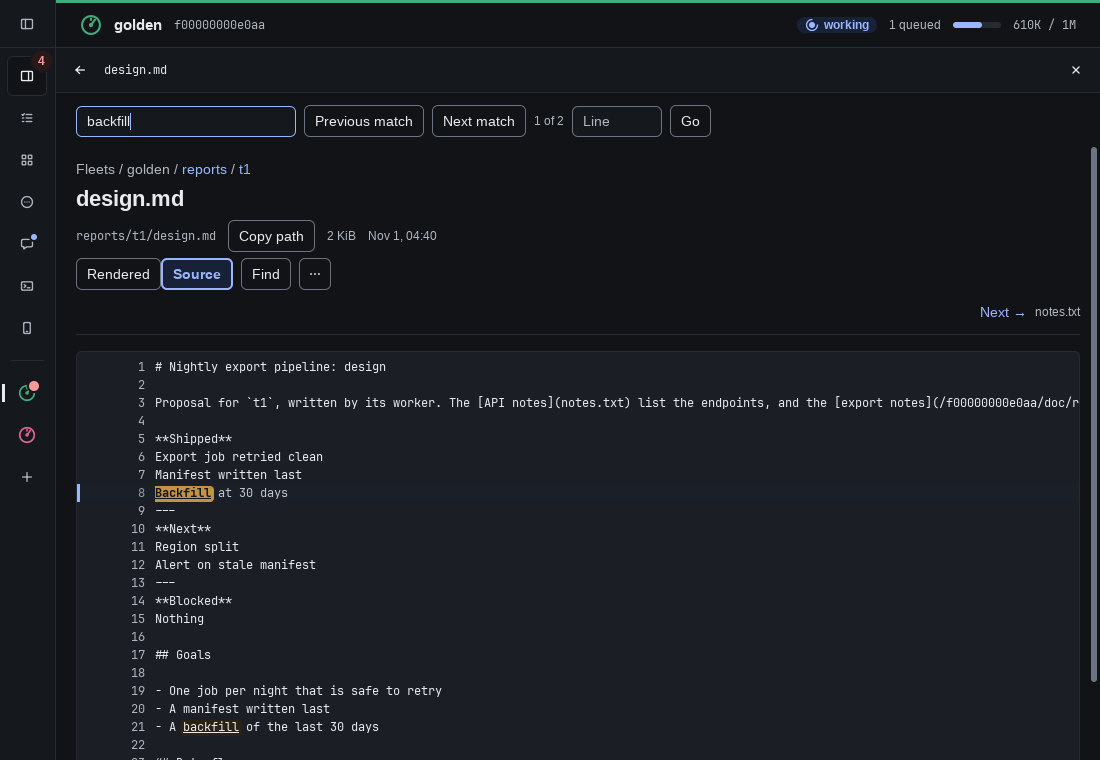 golden f00000000e0aa working 1 queued 610K / 1M
4
design.md
backfill Previous match Next match 1 of 2 Line Go
Fleets / golden / reports / t1
design.md
reports/t1/design.md Copy path 2 KiB Nov 1, 04:40
Rendered Source Find ···
Next → notes.txt
1 # Nightly export pipeline: design
2
3 Proposal for `t1`, written by its worker. The [API notes](notes.txt) list the endpoints, and the [export notes](/f00000000e0aa/doc/r
4
5 **Shipped**
6 Export job retried clean
7 Manifest written last
8 Backfill at 30 days
9 ---
10 **Next**
11 Region split
12 Alert on stale manifest
13 ---
14 **Blocked**
15 Nothing
16
17 ## Goals
18
19 - One job per night that is safe to retry
20 - A manifest written last
21 - A backfill of the last 30 days
22